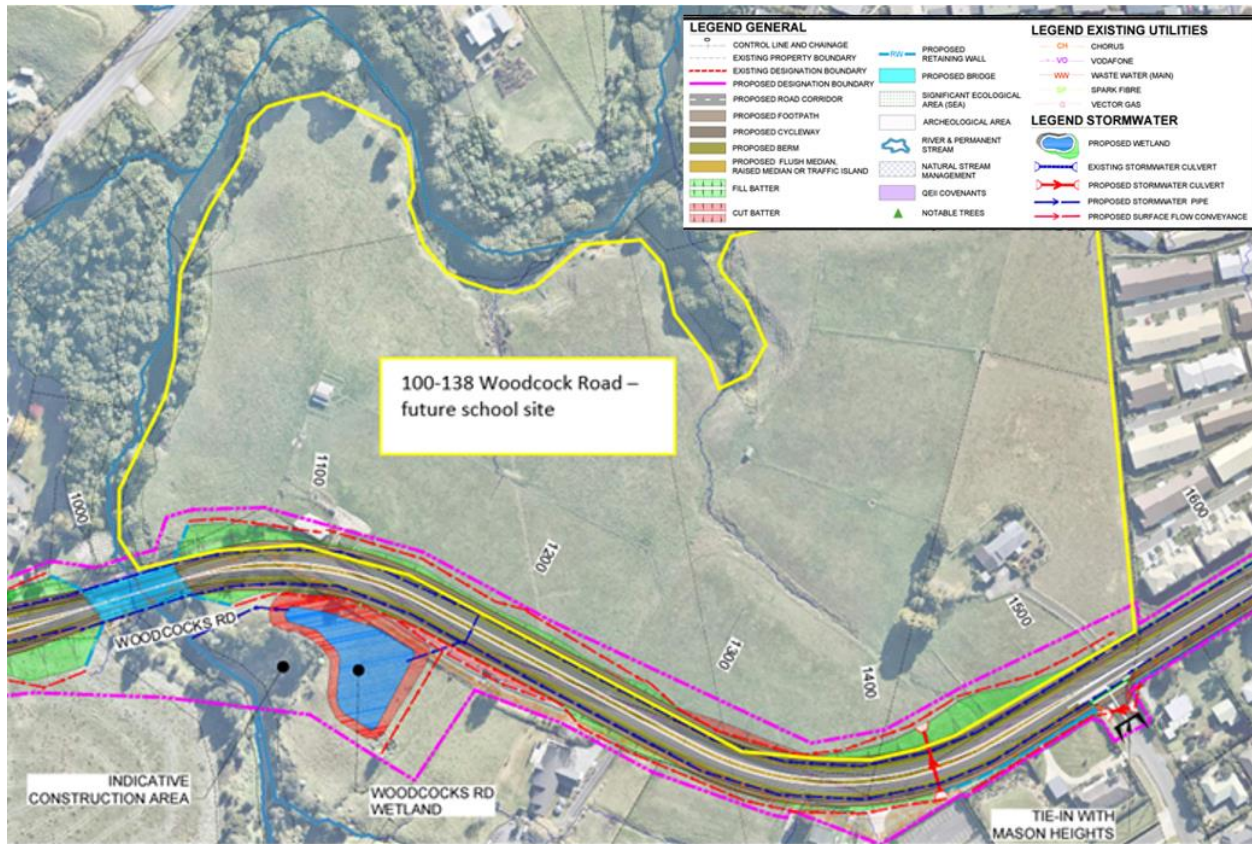 LEGEND GENERAL
CONTROL LINE AND CHAINAGE
EXISTING PROPERTY BOUNDARY
EXISTING DESIGNATION BOUNDARY
PROPOSED DESIGNATION BOUNDARY
PROPOSED ROAD CORRIDOR
PROPOSED FOOTPATH
PROPOSED CYCLEWAY
PROPOSED BERM
PROPOSED FLUSH MEDIAN,
RAISED MEDIAN OR TRAFFIC ISLAND
FILL BATTER
CUT BATTER
RW
PROPOSED
RETAINING WALL
PROPOSED BRIDGE
SIGNIFICANT ECOLOGICAL
AREA (SEA)
ARCHEOLOGICAL AREA
RIVER & PERMANENT
STREAM
NATURAL STREAM
MANAGEMENT
QEII COVENANTS
NOTABLE TREES
LEGEND EXISTING UTILITIES
CH CHORUS
VO VODAFONE
WW WASTE WATER (MAIN)
SP SPARK FIBRE
G VECTOR GAS
LEGEND STORMWATER
PROPOSED WETLAND
EXISTING STORMWATER CULVERT
PROPOSED STORMWATER CULVERT
PROPOSED STORMWATER PIPE
PROPOSED SURFACE FLOW CONVEYANCE
100-138 Woodcock Road –
future school site
1000
1100
1200
1300
1400
1500
1600
WOODCOCKS RD
INDICATIVE
CONSTRUCTION AREA
WOODCOCKS RD
WETLAND
TIE-IN WITH
MASON HEIGHTS